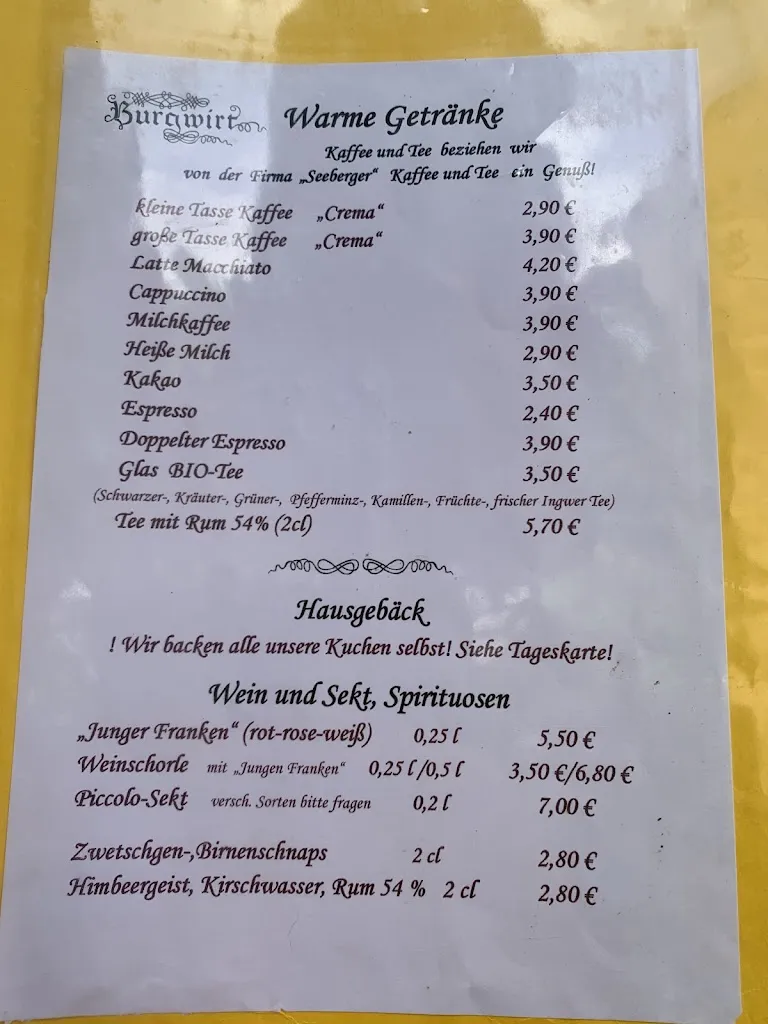 Burgwirt Warme Getränke
Kaffee und Tee beziehen wir
von der Firma „Seeberger“ Kaffee und Tee ein Genuß!
kleine Tasse Kaffee „Crema“ 2,90 €
große Tasse Kaffee „Crema“ 3,90 €
Latte Macchiato 4,20 €
Cappuccino 3,90 €
Milchkaffee 3,90 €
Heiße Milch 2,90 €
Kakao 3,50 €
Espresso 2,40 €
Doppelter Espresso 3,90 €
Glas BIO-Tee 3,50 €
(Schwarzer-, Kräuter-, Grüner-, Pfefferminz-, Kamillen-, Früchte-, frischer Ingwer Tee)
Tee mit Rum 54% (2cl) 5,70 €
Hausgebäck
! Wir backen alle unsere Kuchen selbst! Siehe Tageskarte!
Wein und Sekt, Spirituosen
„Junger Franken“ (rot-rose-weiß) 0,25 l 5,50 €
Weinschorle mit „Jungen Franken“ 0,25 l/0,5 l 3,50 €/6,80 €
Piccolo-Sekt versch. Sorten bitte fragen 0,2 l 7,00 €
Zwetschgen-,Birnenschnaps 2 cl 2,80 €
Himbeergeist, Kirschwasser, Rum 54 % 2 cl 2,80 €